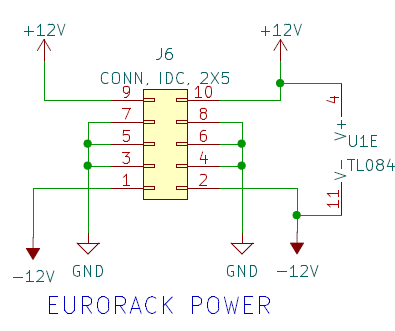 +12V +12V
J6
CONN, IDC, 2X5
9 10
7 8
5 6
3 4
1 2
4
V+
U1E
V-
TL084
11
-12V GND GND -12V
EURORACK POWER